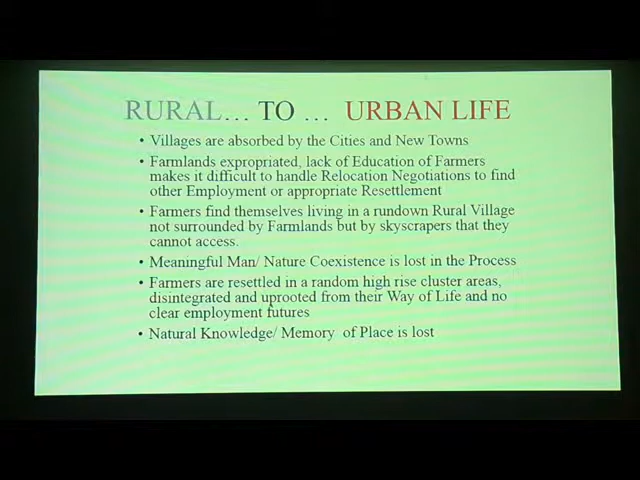 RURAL... TO ... URBAN LIFE
• Villages are absorbed by the Cities and New Towns
• Farmlands expropriated, lack of Education of Farmers
makes it difficult to handle Relocation Negotiations to find
other Employment or appropriate Resettlement
• Farmers find themselves living in a rundown Rural Village
not surrounded by Farmlands but by skyscrapers that they
cannot access.
• Meaningful Man/ Nature Coexistence is lost in the Process
• Farmers are resettled in a random high rise cluster areas,
disintegrated and uprooted from their Way of Life and no
clear employment futures
• Natural Knowledge/ Memory of Place is lost